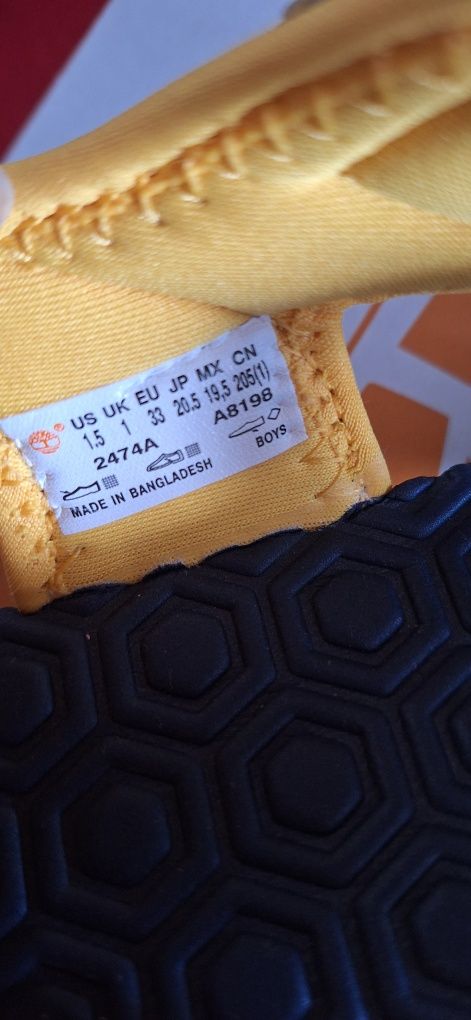 US UK EU JP MX CN
1.5 1 33 20.5 19.5 205(1)
2474A A8198
BOYS
MADE IN BANGLADESH